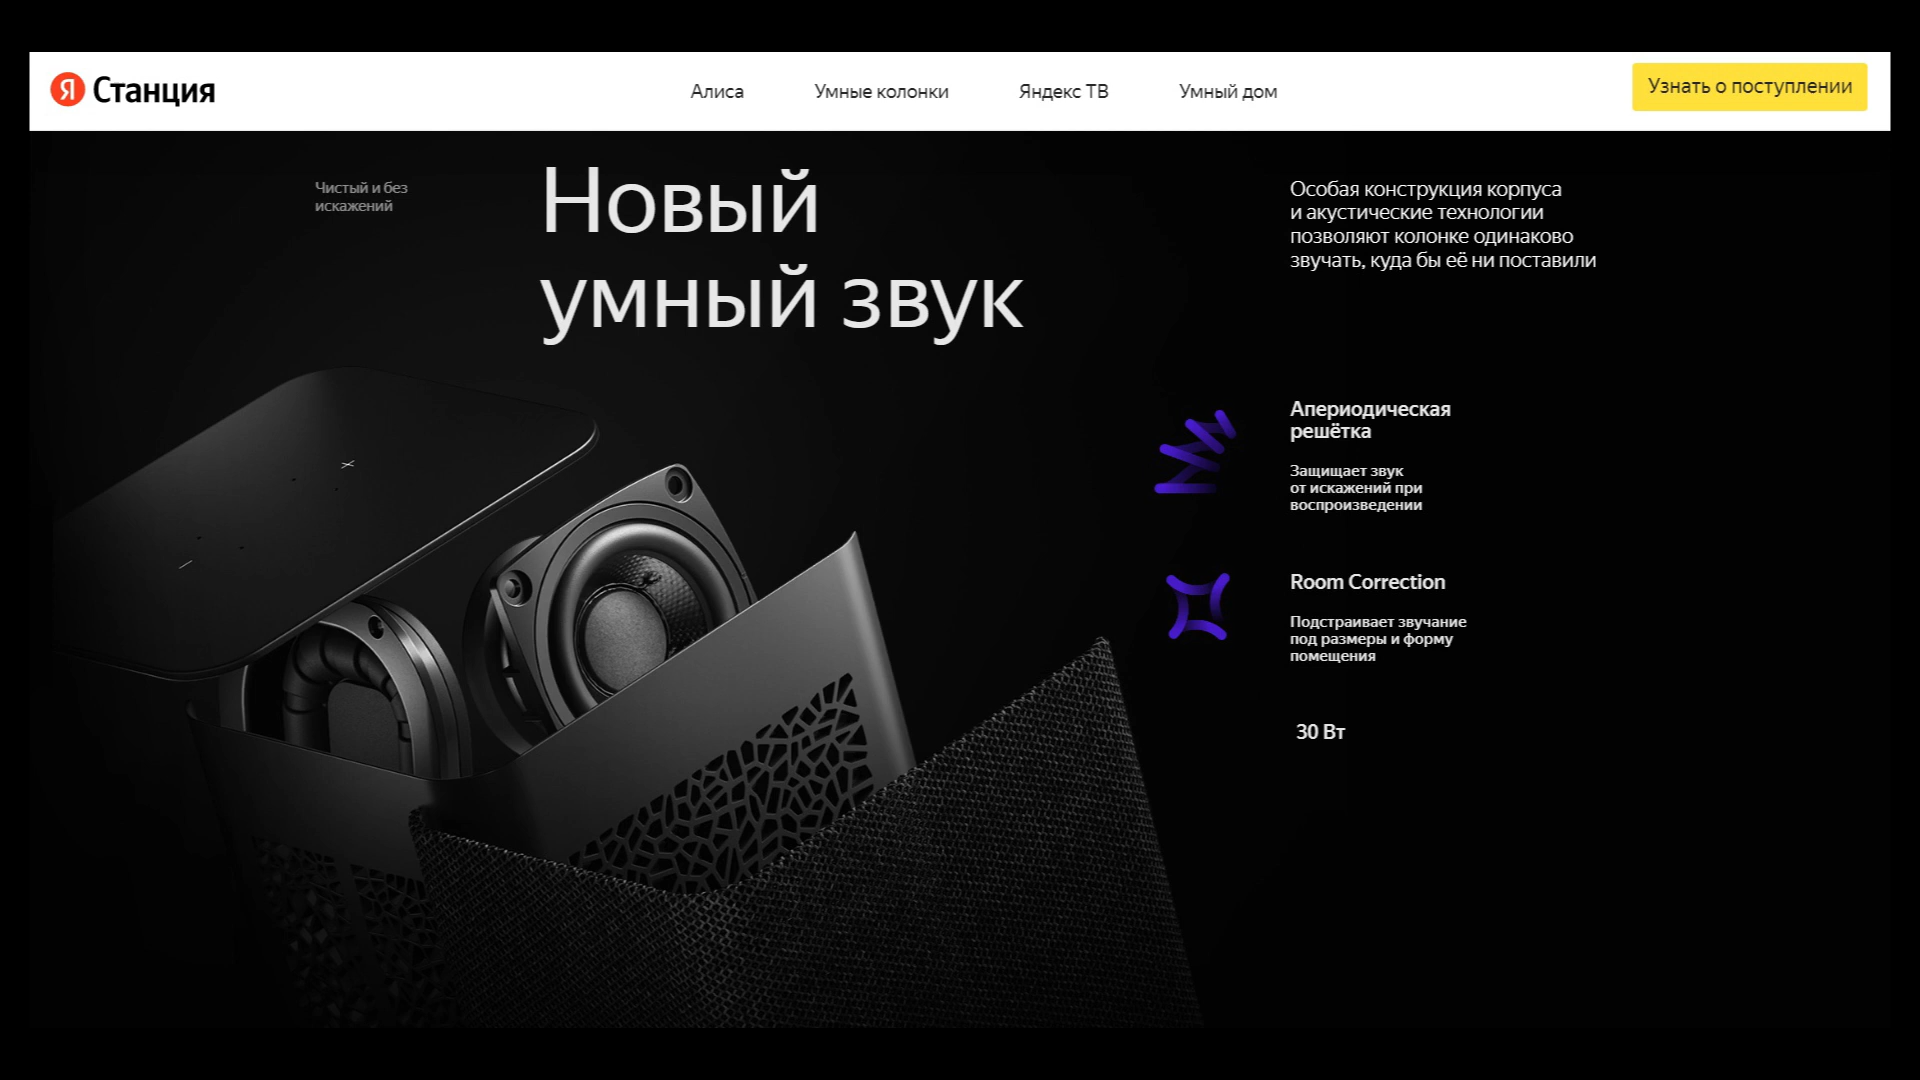 Я Станция
Алиса
Умные колонки
Яндекс ТВ
Умный дом
Узнать о поступлении
Чистый и без
искажений
Новый
умный звук
Особая конструкция корпуса
и акустические технологии
позволяют колонке одинаково
звучать, куда бы её ни поставили
Апериодическая
решётка
Защищает звук
от искажений при
воспроизведении
Room Correction
Подстраивает звучание
под размеры и форму
помещения
30 Вт